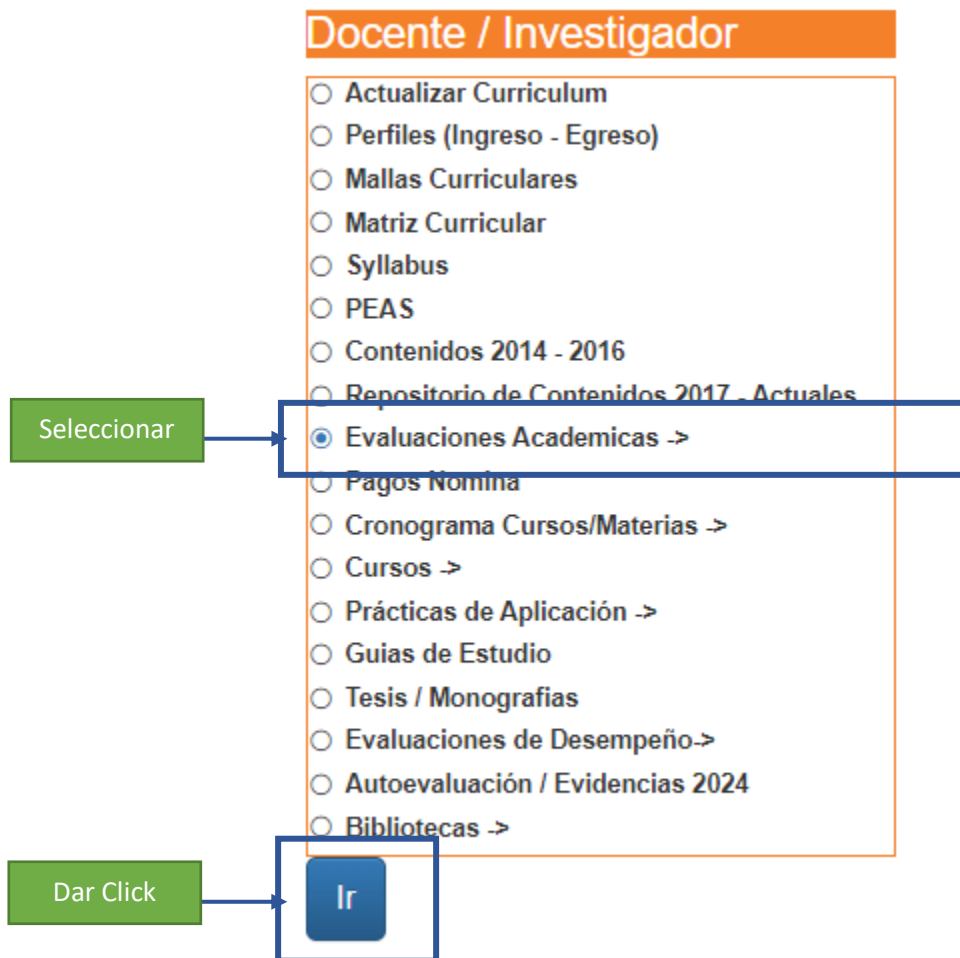 Docente / Investigador
Actualizar Curriculum
Perfiles (Ingreso - Egreso)
Mallas Curriculares
Matriz Curricular
Syllabus
PEAS
Contenidos 2014 - 2016
Repositorio de Contenidos 2017 - Actuales
Seleccionar
Evaluaciones Academicas ->
Pagos Nomina
Cronograma Cursos/Materias ->
Cursos ->
Prácticas de Aplicación ->
Guias de Estudio
Tesis / Monografias
Evaluaciones de Desempeño->
Autoevaluación / Evidencias 2024
Bibliotecas ->
Dar Click
Ir